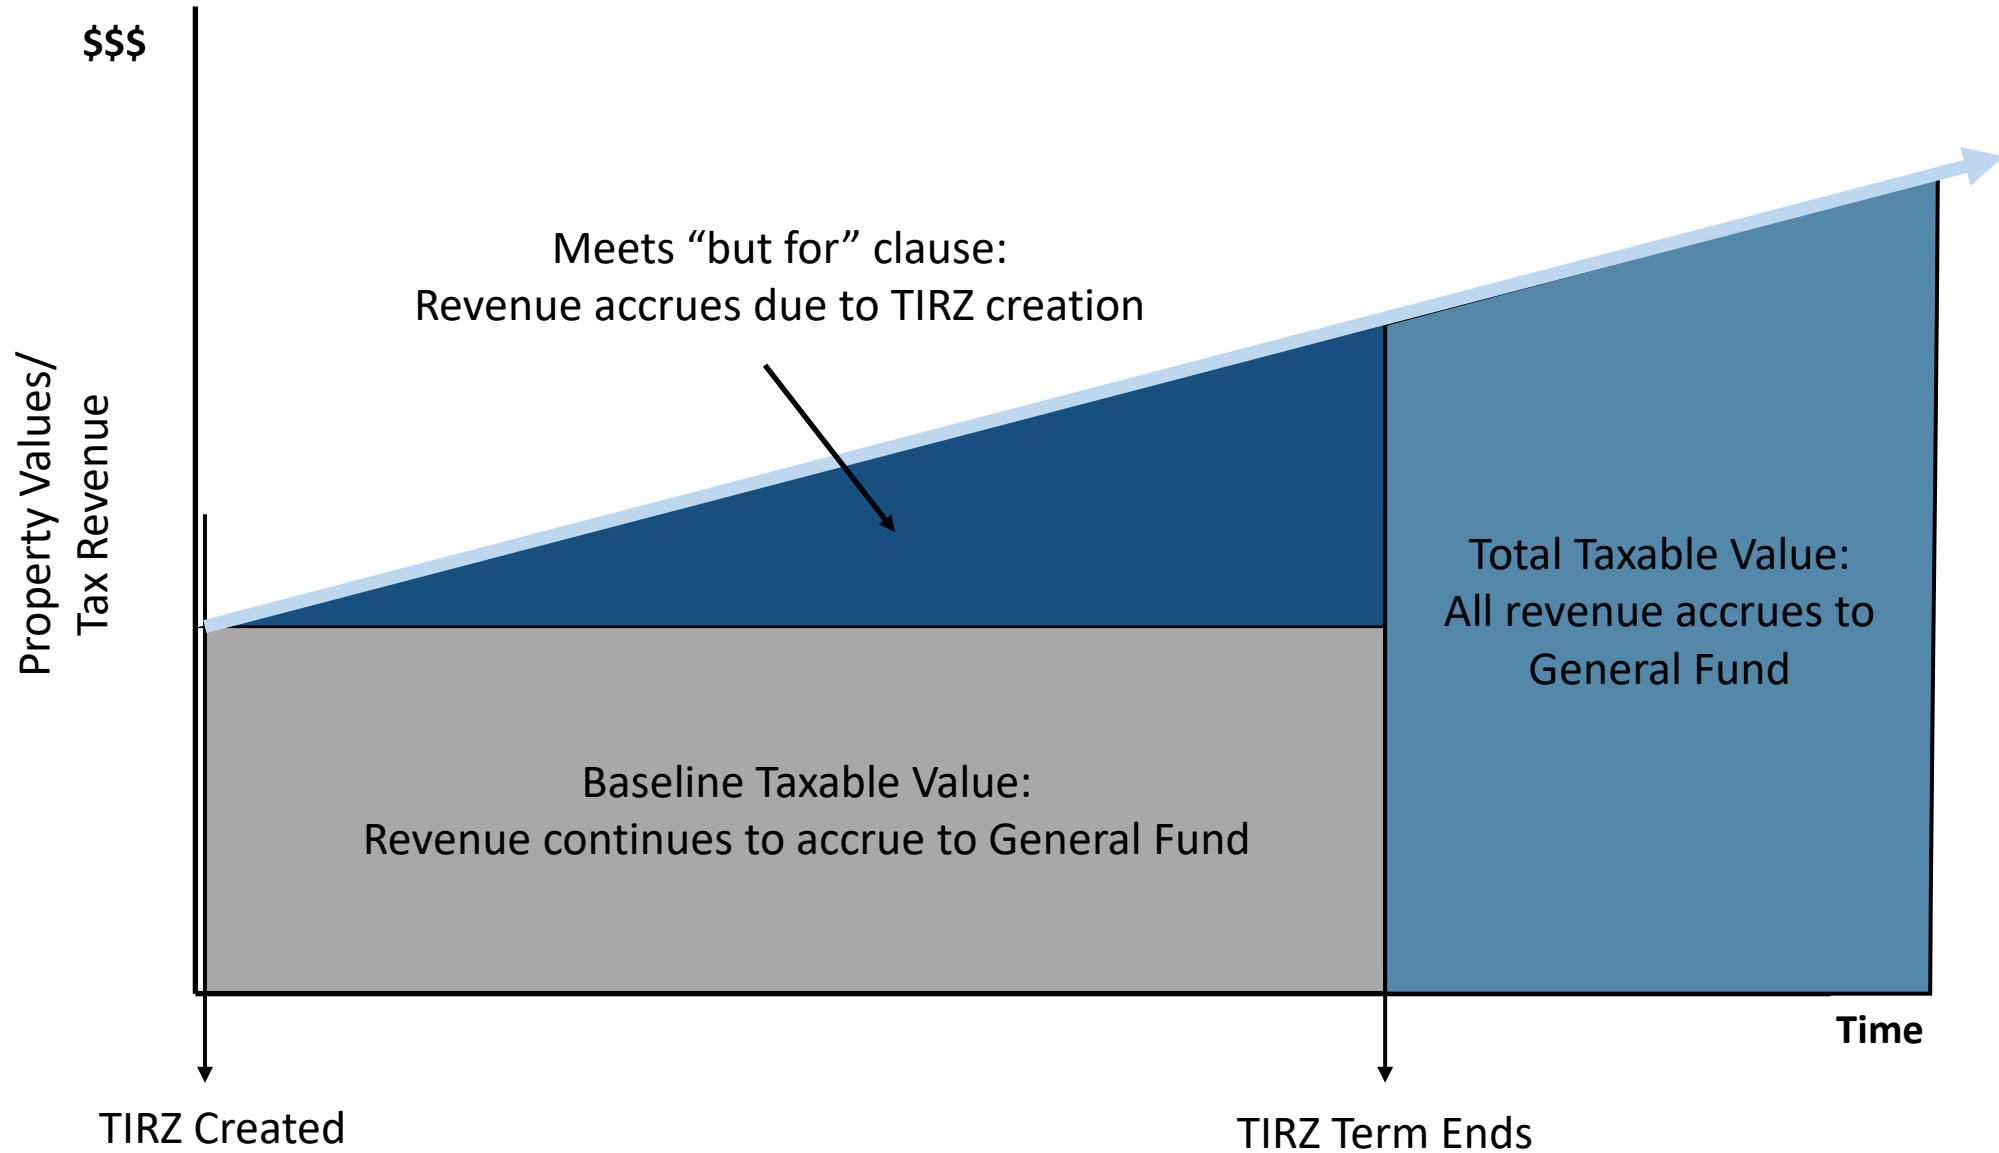 $$$
Property Values/
Tax Revenue
Meets “but for” clause:
Revenue accrues due to TIRZ creation
Total Taxable Value:
All revenue accrues to
General Fund
Baseline Taxable Value:
Revenue continues to accrue to General Fund
Time
TIRZ Created
TIRZ Term Ends